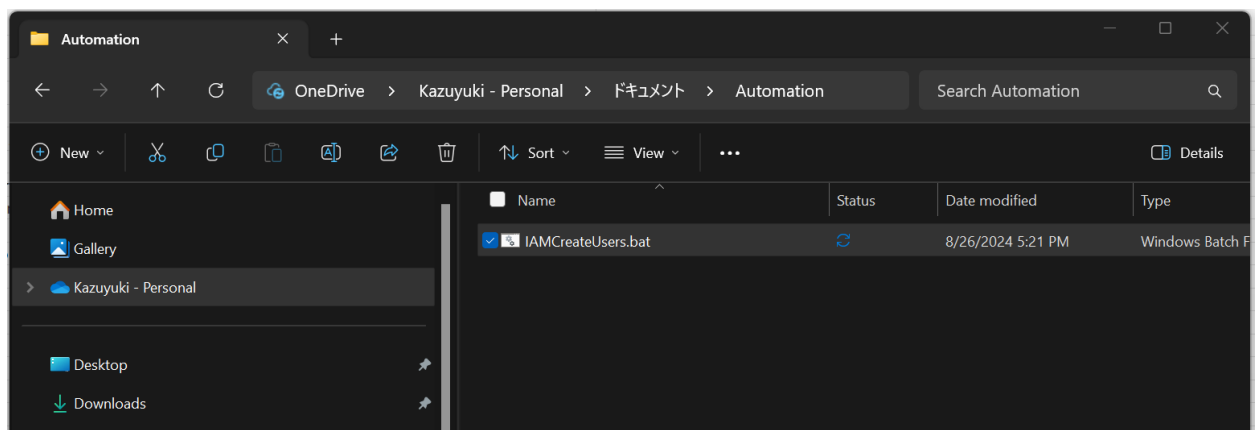 Automation
OneDrive > Kazuyuki - Personal > ドキュメント > Automation
Search Automation
New
Sort
View
Details
Home
Gallery
Kazuyuki - Personal
Desktop
Downloads
Name Status Date modified Type
IAMCreateUsers.bat 8/26/2024 5:21 PM Windows Batch F